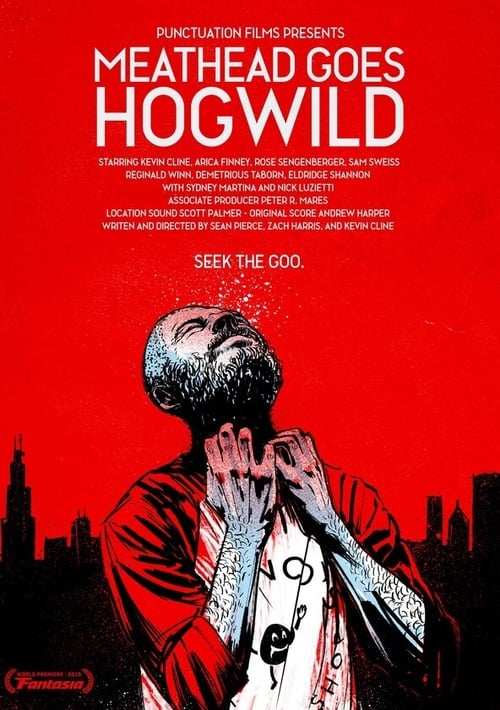 PUNCTUATION FILMS PRESENTS
MEATHEAD GOES
HOGWILD
STARRING KEVIN CLINE, ARICA FINNEY, ROSE SENGENBERGER, SAM SWEISS
REGINALD WINN, DEMETRIOUS TABORN, ELDRIDGE SHANNON
WITH SYDNEY MARTINA AND NICK LUZIETTI
ASSOCIATE PRODUCER PETER R. MARES
LOCATION SOUND SCOTT PALMER - ORIGINAL SCORE ANDREW HARPER
WRITEN AND DIRECTED BY SEAN PIERCE, ZACH HARRIS, AND KEVIN CLINE
SEEK THE GOO.
WORLD PREMIERE : 2015
Fantasia